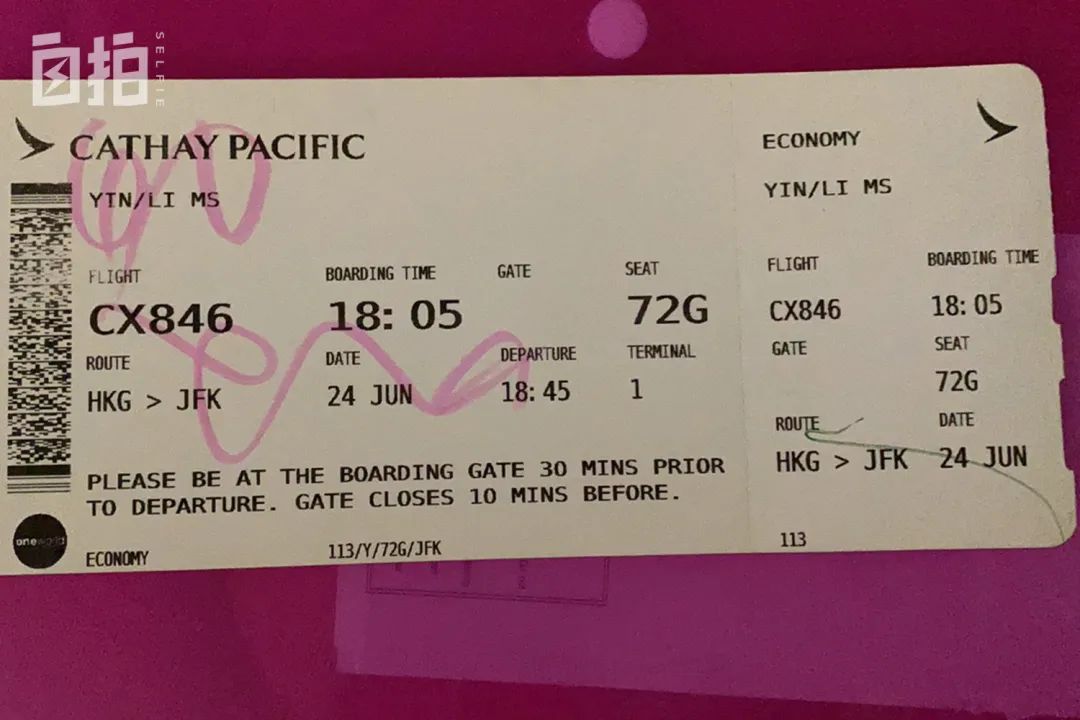 自拍
SELFIE
CATHAY PACIFIC
YIN/LI MS
FLIGHT BOARDING TIME GATE SEAT
CX846 18:05 72G
ROUTE DATE DEPARTURE TERMINAL
HKG > JFK 24 JUN 18:45 1
PLEASE BE AT THE BOARDING GATE 30 MINS PRIOR
TO DEPARTURE. GATE CLOSES 10 MINS BEFORE.
oneworld
ECONOMY 113/Y/72G/JFK
ECONOMY
YIN/LI MS
FLIGHT BOARDING TIME
CX846 18:05
GATE SEAT
72G
ROUTE DATE
HKG > JFK 24 JUN
113